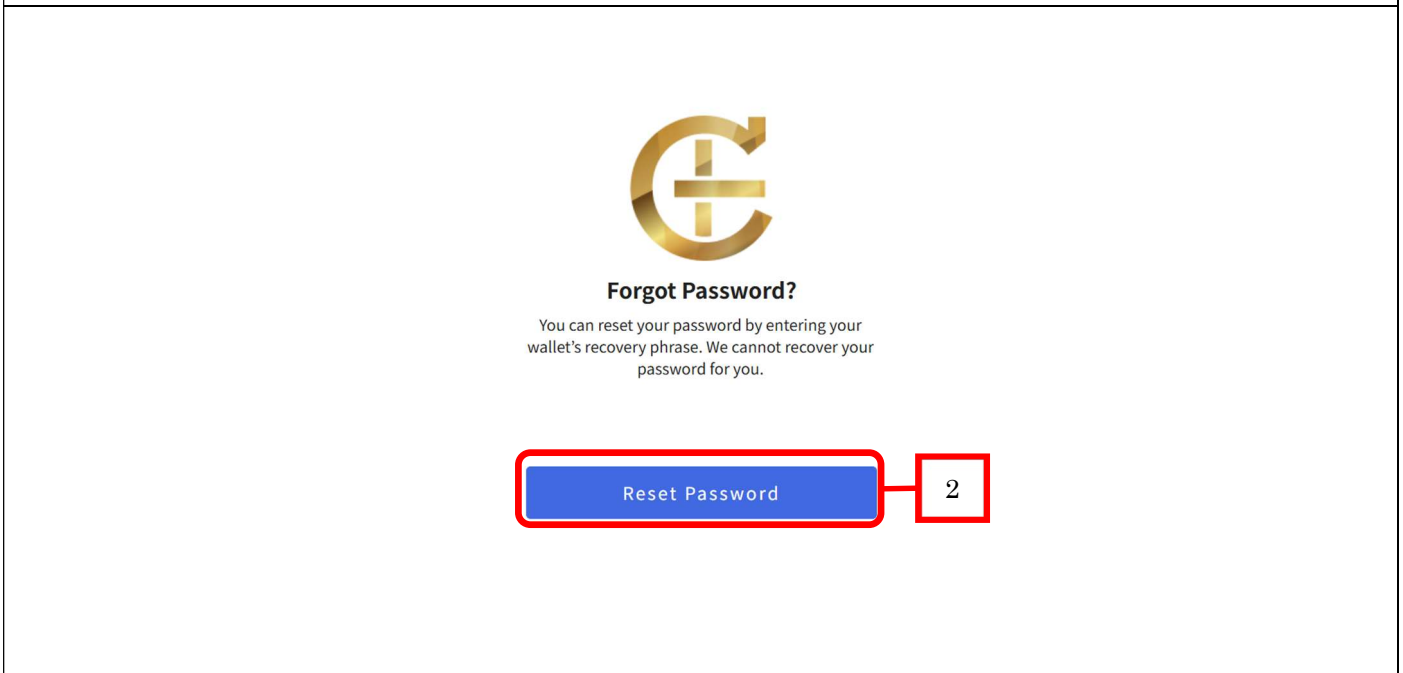 Forgot Password?
You can reset your password by entering your
wallet's recovery phrase. We cannot recover your
password for you.
Reset Password
2